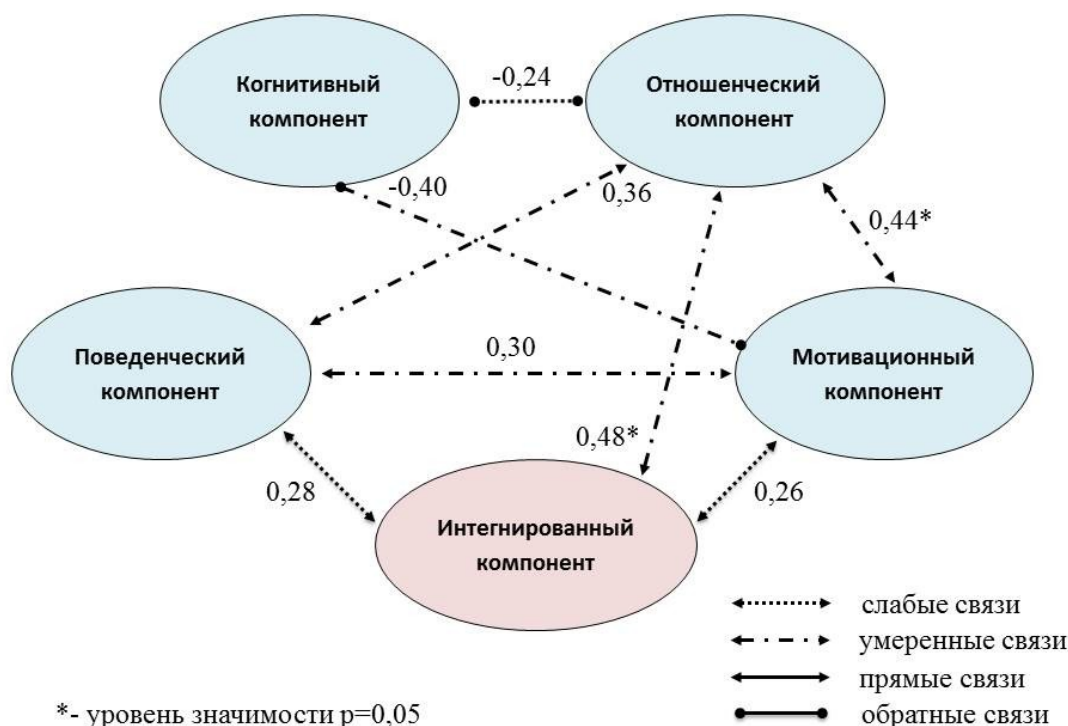 Когнитивный
компонент
-0,24
Отношенческий
компонент
-0,40
0,36
0,44*
Поведенческий
компонент
0,30
Мотивационный
компонент
0,48*
0,28
0,26
Интегнированный
компонент
слабые связи
умеренные связи
прямые связи
*- уровень значимости p=0,05
обратные связи